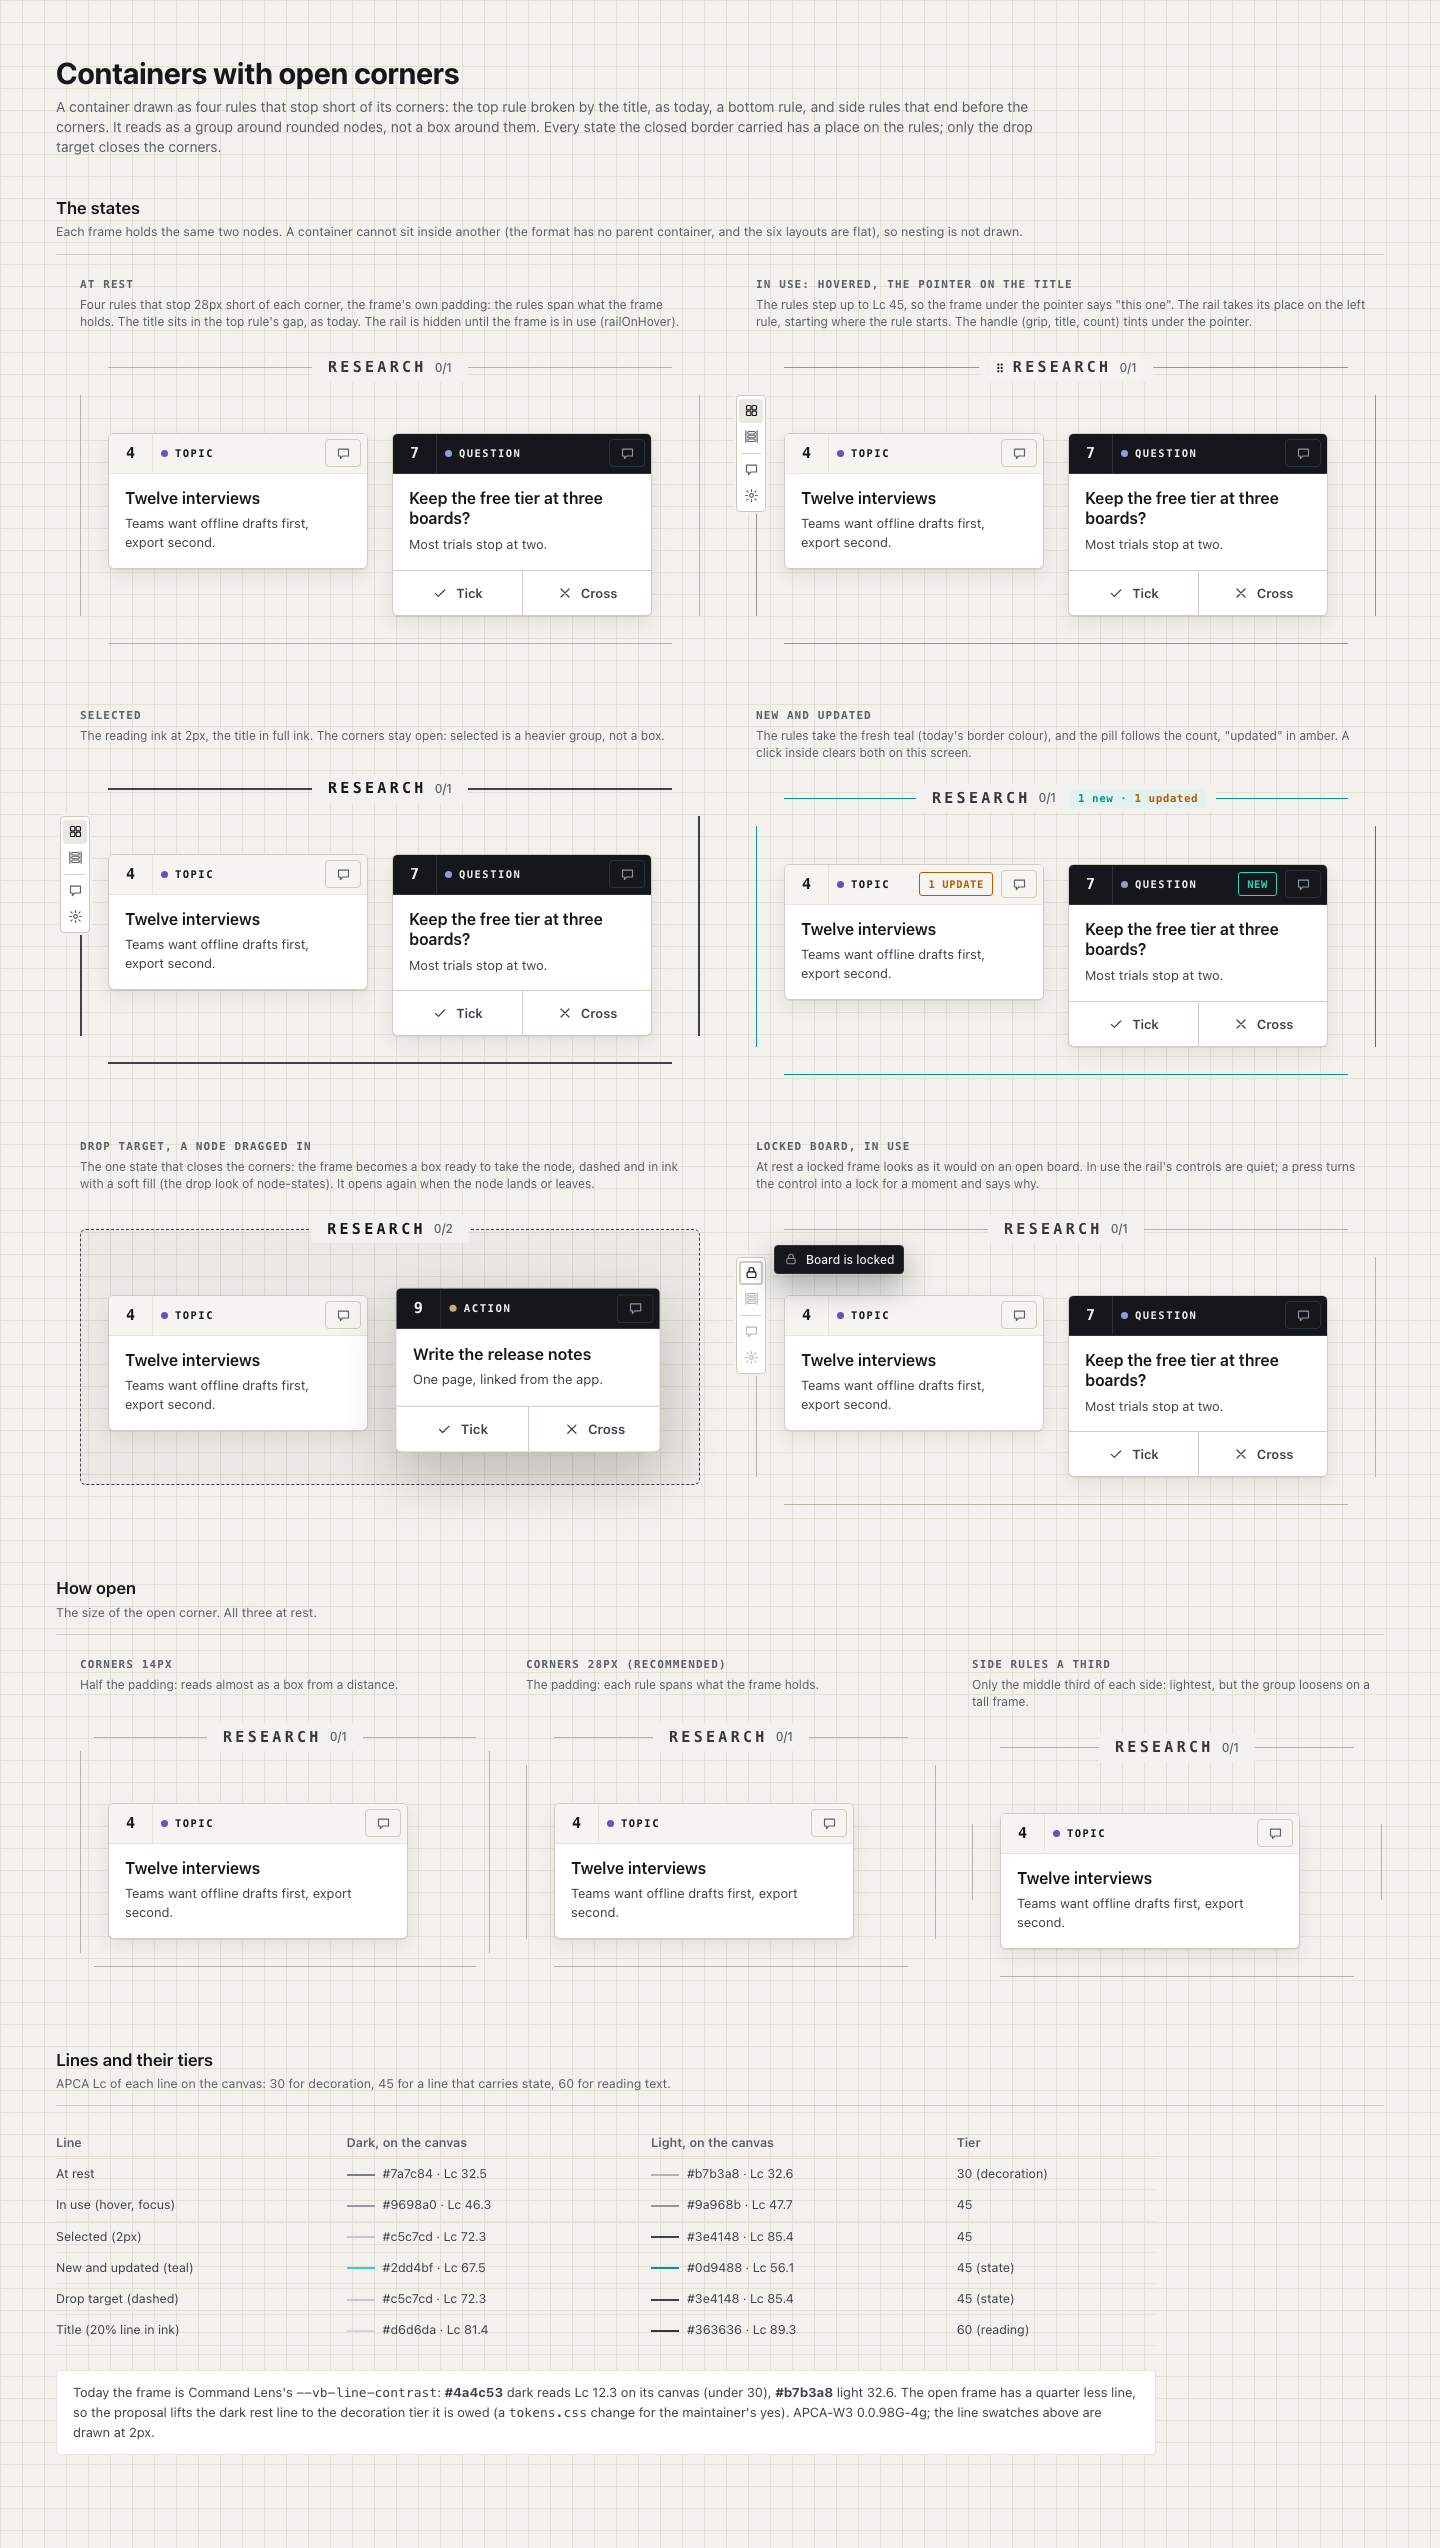 Containers with open corners
A container drawn as four rules that stop short of its corners: the top rule broken by the title, as today, a bottom rule, and side rules that end before the
corners. It reads as a group around rounded nodes, not a box around them. Every state the closed border carried has a place on the rules; only the drop
target closes the corners.
The states
Each frame holds the same two nodes. A container cannot sit inside another (the format has no parent container, and the six layouts are flat), so nesting is not drawn.
AT REST
Four rules that stop 28px short of each corner, the frame's own padding: the rules span what the frame
holds. The title sits in the top rule's gap, as today. The rail is hidden until the frame is in use (railOnHover).
RESEARCH 0/1
4 TOPIC
Twelve interviews
Teams want offline drafts first,
export second.
7 QUESTION
Keep the free tier at three
boards?
Most trials stop at two.
Tick Cross
IN USE: HOVERED, THE POINTER ON THE TITLE
The rules step up to Lc 45, so the frame under the pointer says "this one". The rail takes its place on the left
rule, starting where the rule starts. The handle (grip, title, count) tints under the pointer.
RESEARCH 0/1
4 TOPIC
Twelve interviews
Teams want offline drafts first,
export second.
7 QUESTION
Keep the free tier at three
boards?
Most trials stop at two.
Tick Cross
SELECTED
The reading ink at 2px, the title in full ink. The corners stay open: selected is a heavier group, not a box.
RESEARCH 0/1
4 TOPIC
Twelve interviews
Teams want offline drafts first,
export second.
7 QUESTION
Keep the free tier at three
boards?
Most trials stop at two.
Tick Cross
NEW AND UPDATED
The rules take the fresh teal (today's border colour), and the pill follows the count, "updated" in amber. A
click inside clears both on this screen.
RESEARCH 0/1 1 new · 1 updated
4 TOPIC 1 UPDATE
Twelve interviews
Teams want offline drafts first,
export second.
7 QUESTION NEW
Keep the free tier at three
boards?
Most trials stop at two.
Tick Cross
DROP TARGET, A NODE DRAGGED IN
The one state that closes the corners: the frame becomes a box ready to take the node, dashed and in ink
with a soft fill (the drop look of node-states). It opens again when the node lands or leaves.
RESEARCH 0/2
4 TOPIC
Twelve interviews
Teams want offline drafts first,
export second.
9 ACTION
Write the release notes
One page, linked from the app.
Tick Cross
LOCKED BOARD, IN USE
At rest a locked frame looks as it would on an open board. In use the rail's controls are quiet; a press turns
the control into a lock for a moment and says why.
RESEARCH 0/1
Board is locked
4 TOPIC
Twelve interviews
Teams want offline drafts first,
export second.
7 QUESTION
Keep the free tier at three
boards?
Most trials stop at two.
Tick Cross
How open
The size of the open corner. All three at rest.
CORNERS 14PX
Half the padding: reads almost as a box from a distance.
RESEARCH 0/1
4 TOPIC
Twelve interviews
Teams want offline drafts first, export
second.
CORNERS 28PX (RECOMMENDED)
The padding: each rule spans what the frame holds.
RESEARCH 0/1
4 TOPIC
Twelve interviews
Teams want offline drafts first, export
second.
SIDE RULES A THIRD
Only the middle third of each side: lightest, but the group loosens on a
tall frame.
RESEARCH 0/1
4 TOPIC
Twelve interviews
Teams want offline drafts first, export
second.
Lines and their tiers
APCA Lc of each line on the canvas: 30 for decoration, 45 for a line that carries state, 60 for reading text.
Line Dark, on the canvas Light, on the canvas Tier
At rest #7a7c84 · Lc 32.5 #b7b3a8 · Lc 32.6 30 (decoration)
In use (hover, focus) #9698a0 · Lc 46.3 #9a968b · Lc 47.7 45
Selected (2px) #c5c7cd · Lc 72.3 #3e4148 · Lc 85.4 45
New and updated (teal) #2dd4bf · Lc 67.5 #0d9488 · Lc 56.1 45 (state)
Drop target (dashed) #c5c7cd · Lc 72.3 #3e4148 · Lc 85.4 45 (state)
Title (20% line in ink) #d6d6da · Lc 81.4 #363636 · Lc 89.3 60 (reading)
Today the frame is Command Lens's --vb-line-contrast: #4a4c53 dark reads Lc 12.3 on its canvas (under 30), #b7b3a8 light 32.6. The open frame has a quarter less line,
so the proposal lifts the dark rest line to the decoration tier it is owed (a tokens.css change for the maintainer's yes). APCA-W3 0.0.98G-4g; the line swatches above are
drawn at 2px.